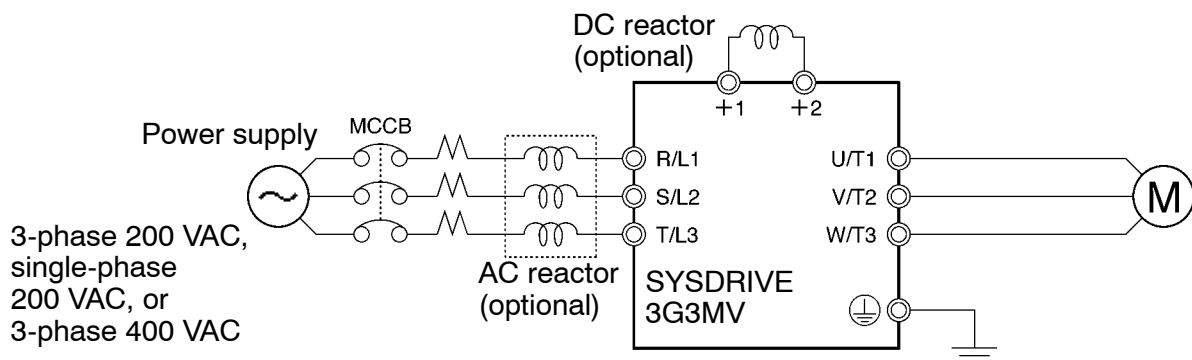 DC reactor
(optional)
+1
+2
Power supply
MCCB
R/L1
U/T1
S/L2
V/T2
M
T/L3
W/T3
3-phase 200 VAC,
single-phase
200 VAC, or
3-phase 400 VAC
AC reactor
(optional)
SYSDRIVE
3G3MV